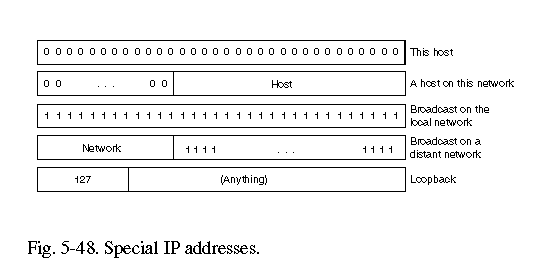 0 0 0 0 0 0 0 0 0 0 0 0 0 0 0 0 0 0 0 0 0 0 0 0 0 0 0 0 0 0 0 0 This host
0 0 ... 0 0 Host A host on this network
1 1 1 1 1 1 1 1 1 1 1 1 1 1 1 1 1 1 1 1 1 1 1 1 1 1 1 1 1 1 1 1 Broadcast on the
local network
Network 1 1 1 1 ... 1 1 1 1 Broadcast on a
distant network
127 (Anything) Loopback
Fig. 5-48. Special IP addresses.